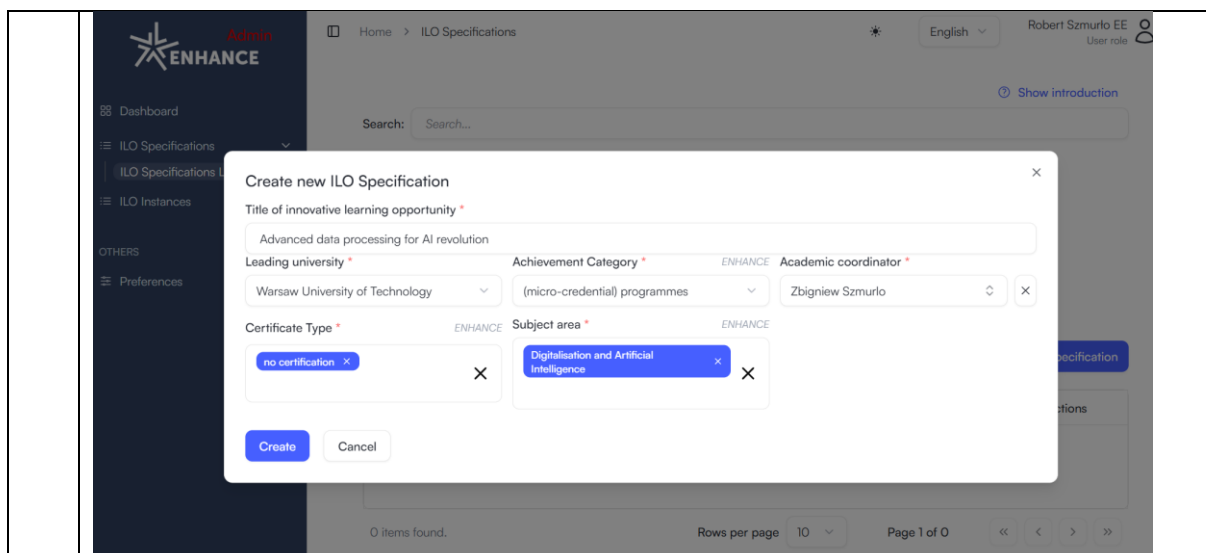 Admin
ENHANCE
Home > ILO Specifications
English
Robert Szmurło EE
User role
Show introduction
Dashboard
Search: Search...
ILO Specifications
ILO Specifications L
ILO Instances
OTHERS
Preferences
Create new ILO Specification
Title of innovative learning opportunity *
Advanced data processing for AI revolution
Leading university *
Achievement Category * ENHANCE
Academic coordinator *
Warsaw University of Technology
(micro-credential) programmes
Zbigniew Szmurlo
Certificate Type * ENHANCE
Subject area * ENHANCE
no certification ×
Digitalisation and Artificial
Intelligence ×
pecification
ctions
Create
Cancel
0 items found.
Rows per page 10
Page 1 of 0